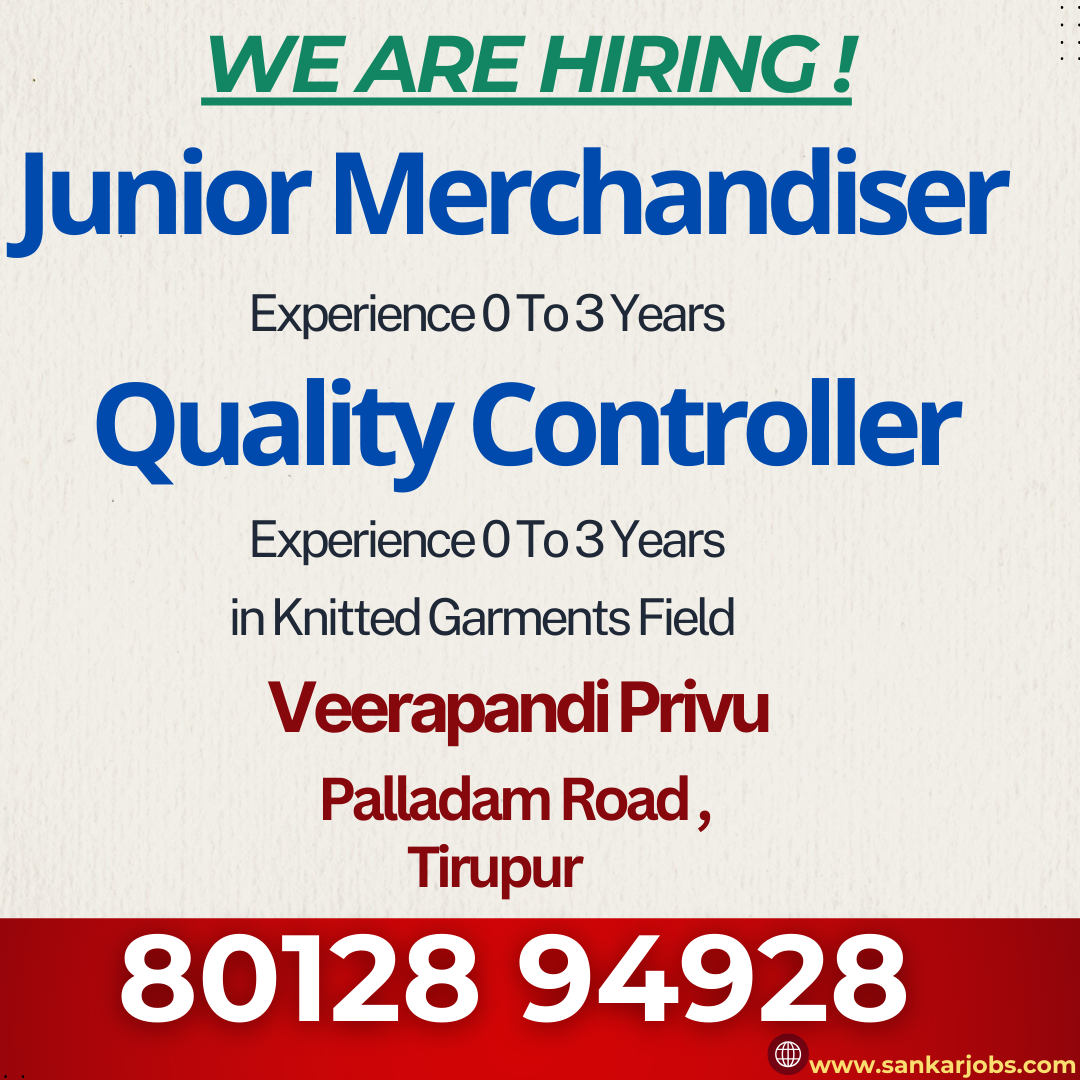 WE ARE HIRING !
Junior Merchandiser
Experience 0 To 3 Years
Quality Controller
Experience 0 To 3 Years
in Knitted Garments Field
Veerapandi Privu
Palladam Road ,
Tirupur
80128 94928
www.sankarjobs.com